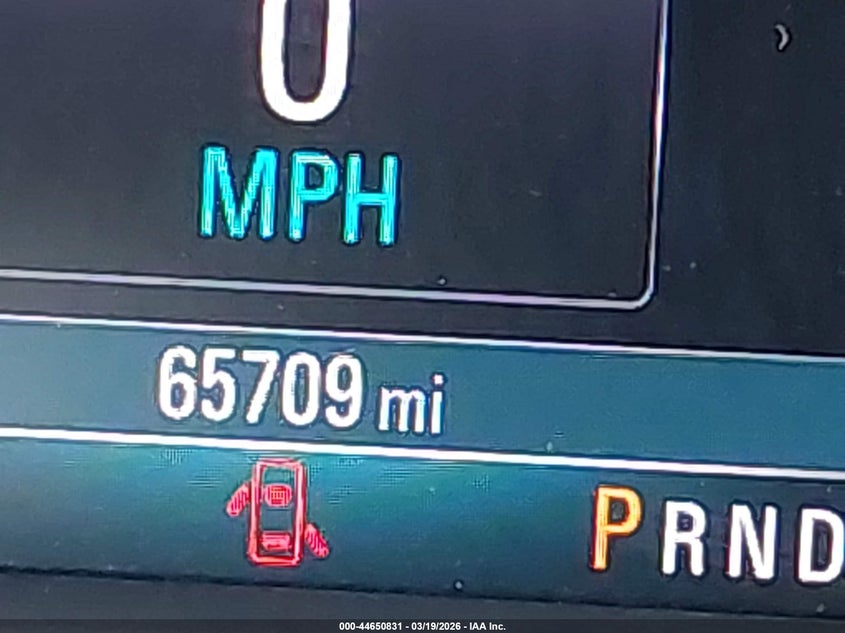 0
MPH
65709 mi
P R N D
000-44650831 - 03/19/2026 - IAA Inc.